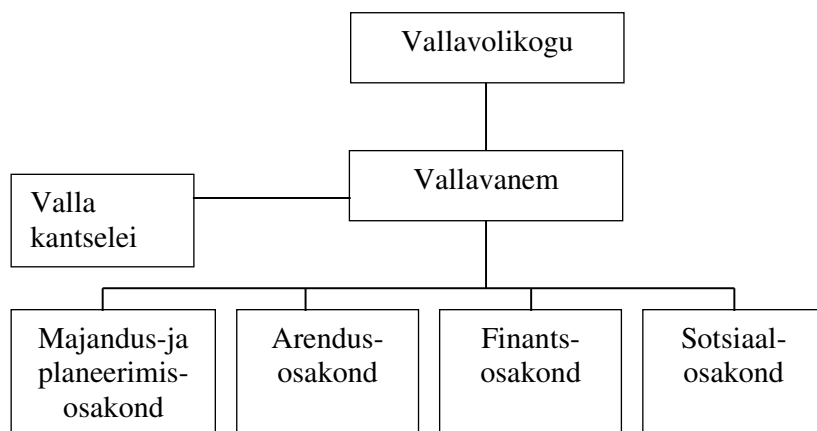 Vallavolikogu
Vallavanem
Valla
kantselei
Majandus-ja
planeerimis-
osakond
Arendus-
osakond
Finants-
osakond
Sotsiaal-
osakond